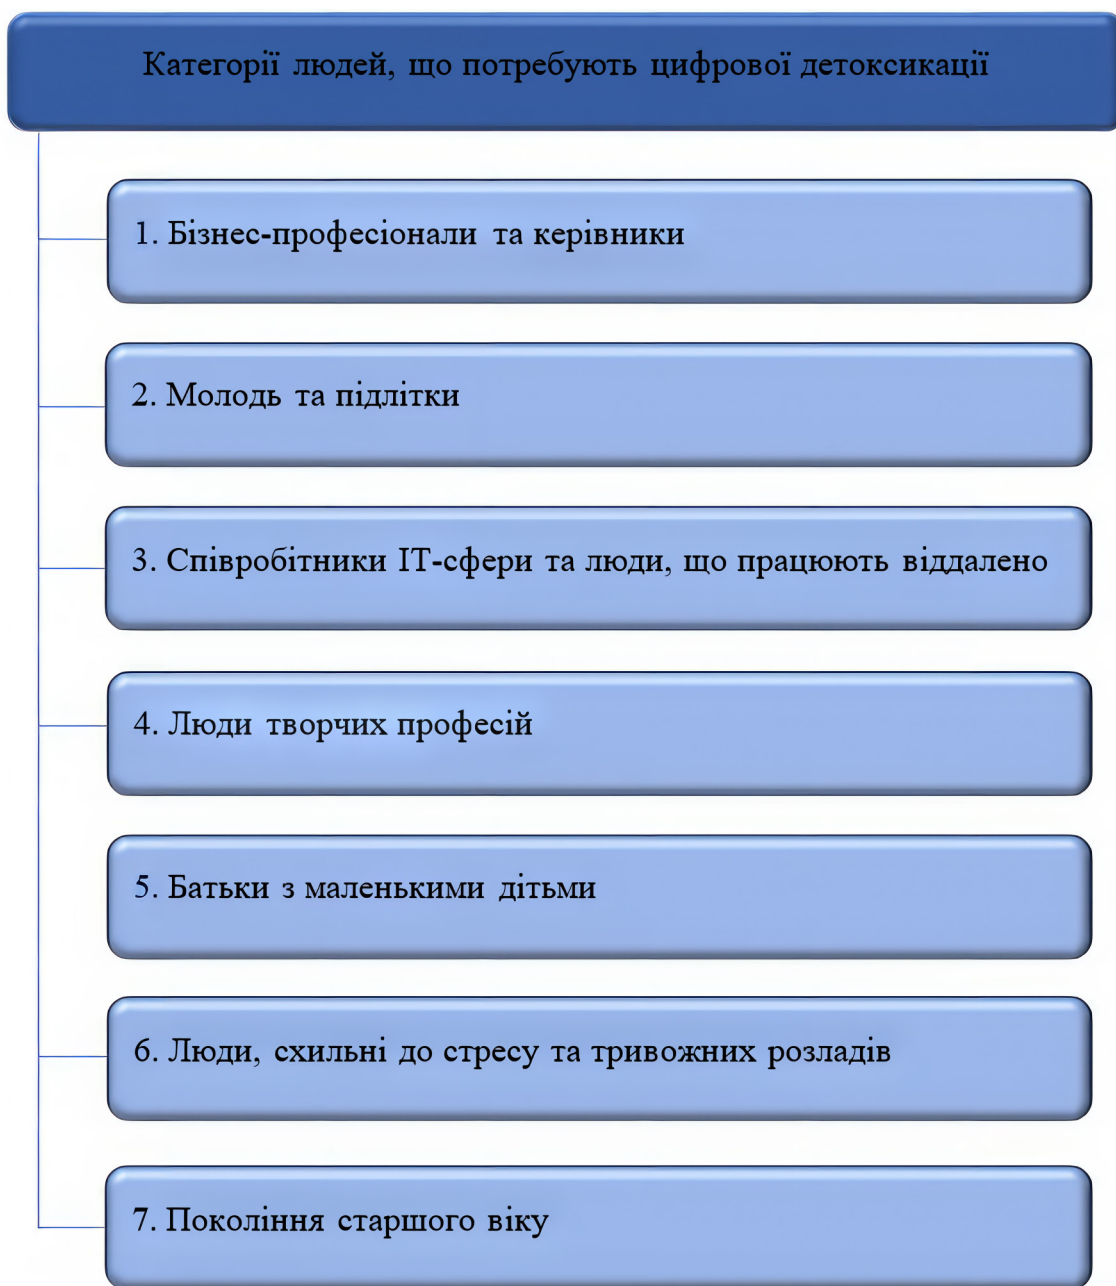 Категорії людей, що потребують цифрової детоксикації
1. Бізнес-професіонали та керівники
2. Молодь та підлітки
3. Співробітники ІТ-сфери та люди, що працюють віддалено
4. Люди творчих професій
5. Батьки з маленькими дітьми
6. Люди, схильні до стресу та тривожних розладів
7. Покоління старшого віку